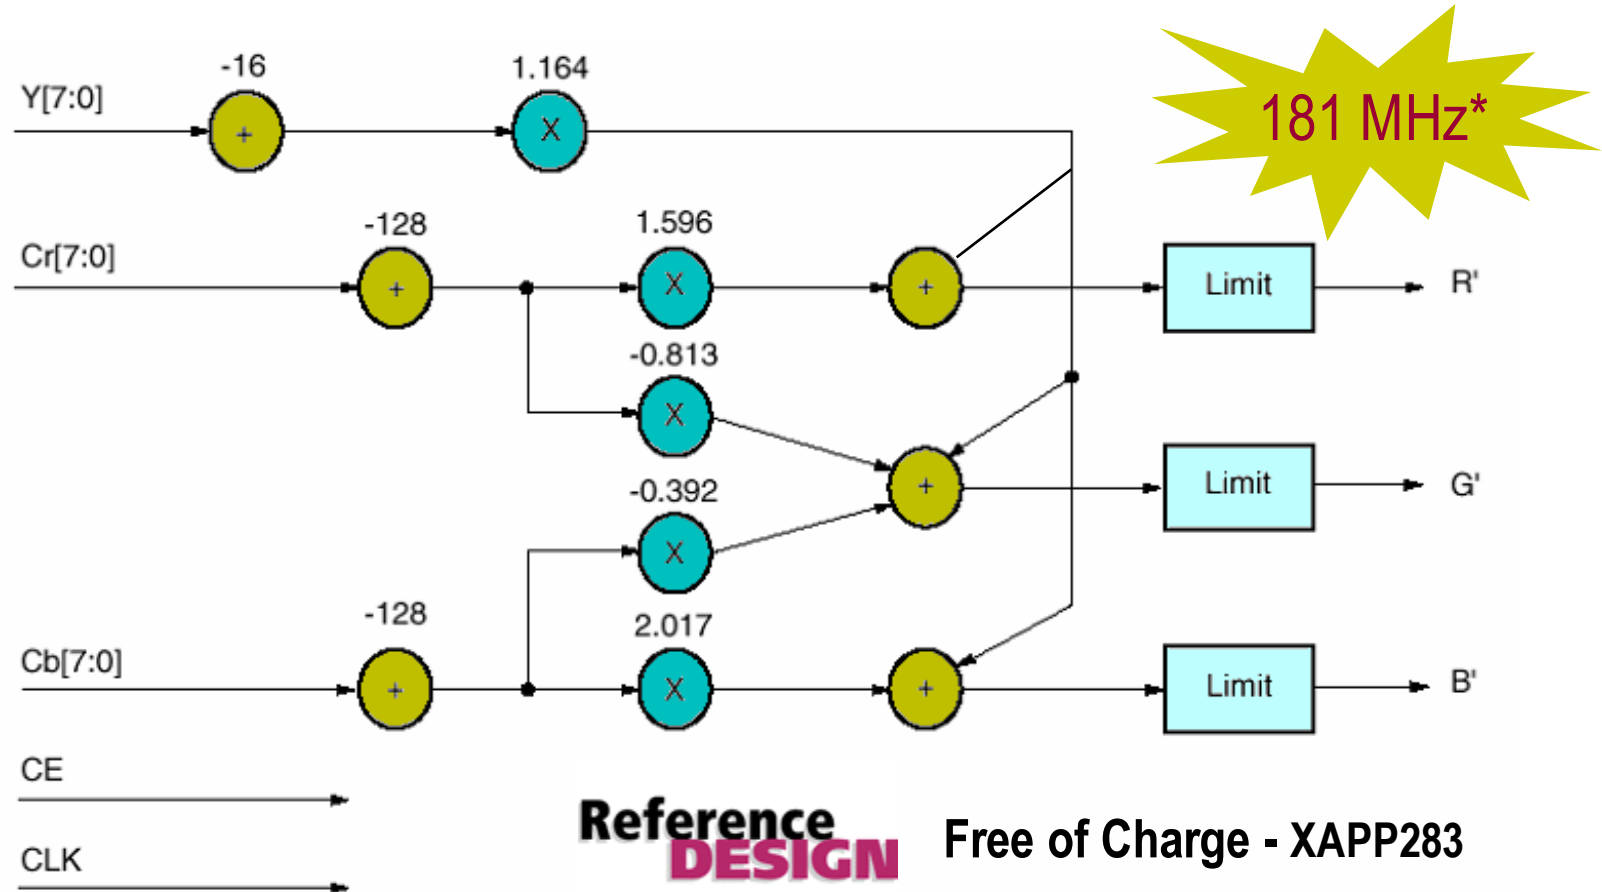 -16
1.164
Y[7:0]
+
X
181 MHz*
-128
1.596
Cr[7:0]
+
X
+
Limit
R'
-0.813
X
-0.392
+
Limit
G'
X
-128
2.017
Cb[7:0]
+
X
+
Limit
B'
CE
Reference
DESIGN
Free of Charge - XAPP283
CLK